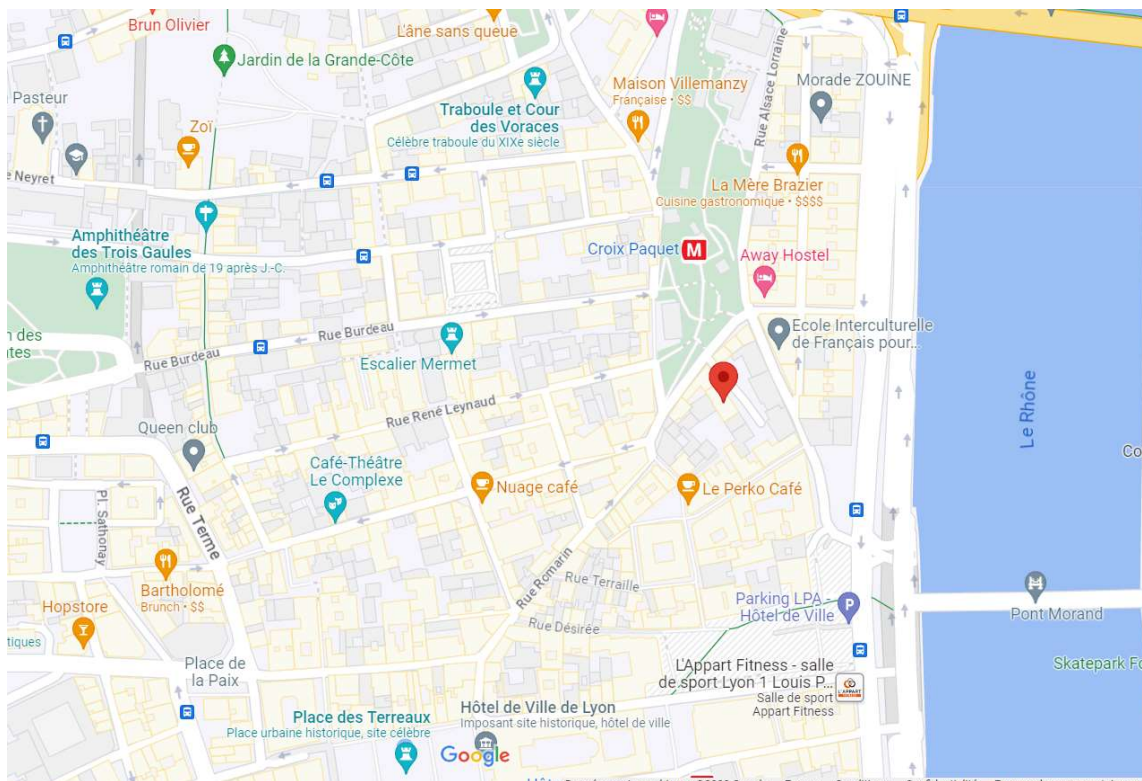 Brun Olivier
L'âne sans queue
Jardin de la Grande-Côte
Maison Villemanzy
Française • $$
Rue Alsace Lorraine
Morade ZOUINE
Pasteur
Zoï
Traboule et Cour
des Voraces
Célèbre traboule du XIXe siècle
Neyret
La Mère Brazier
Cuisine gastronomique • $$$$
Amphithéâtre
des Trois Gaules
Amphithéâtre romain de 19 après J.-C.
Croix Paquet
M
Away Hostel
Rue Burdeau
Rue Burdeau
Escalier Mermet
Ecole Interculturelle
de Français pour...
n des
tes
Rue René Leynaud
Le Rhône
Queen club
Co
Café-Théâtre
Le Complexe
Nuage café
Le Perko Café
Pl. Sathonay
Rue Terme
Rue Romarin
Rue Terraille
Bartholomé
Brunch • $$
Parking LPA -
Hôtel de Ville
P
Pont Morand
Hopstore
Rue Désirée
tiques
Place de
la Paix
L'Appart Fitness - salle
de sport Lyon 1 Louis P...
Salle de sport
Appart Fitness
Skatepark Fo
Place des Terreaux
Place urbaine historique, site célèbre
Hôtel de Ville de Lyon
Imposant site historique, hôtel de ville
Google